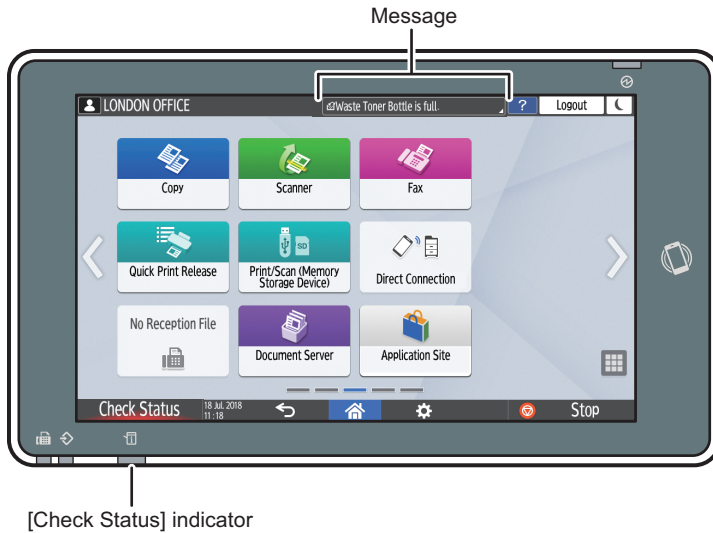 Message
LONDON OFFICE
Waste Toner Bottle is full.
?
Logout
Copy
Scanner
Fax
Quick Print Release
SD
Print/Scan (Memory
Storage Device)
Direct Connection
No Reception File
Document Server
Application Site
Check Status
18 Jul. 2018
11 :18
Stop
[Check Status] indicator